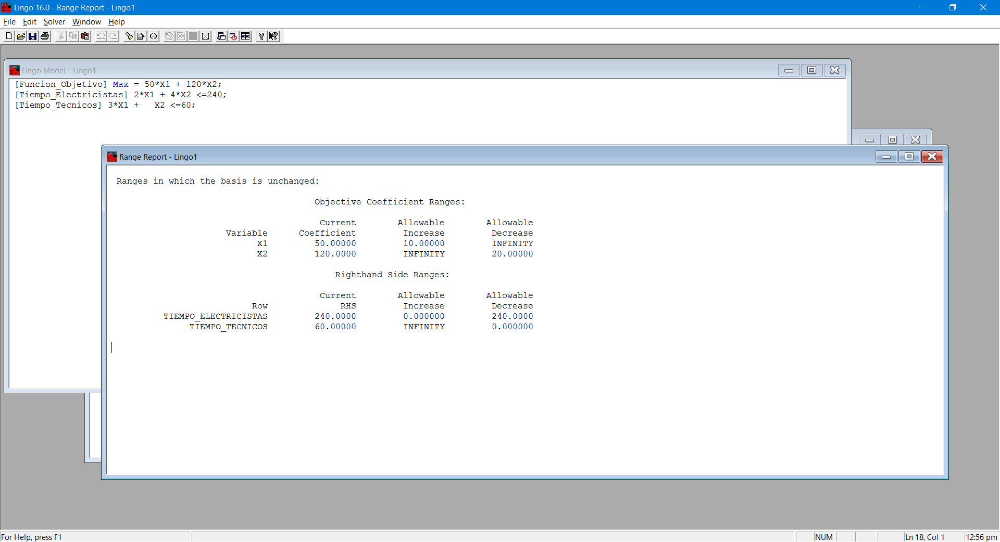 Lingo 16.0 - Range Report - Lingo1
File Edit Solver Window Help
Lingo Model - Lingo1
[Funcion_Objetivo] Max = 50*X1 + 120*X2;
[Tiempo_Electricistas] 2*X1 + 4*X2 <=240;
[Tiempo_Tecnicos] 3*X1 + X2 <=60;
Range Report - Lingo1
Ranges in which the basis is unchanged:
Objective Coefficient Ranges:
Current Allowable Allowable
Variable Coefficient Increase Decrease
X1 50.00000 10.00000 INFINITY
X2 120.0000 INFINITY 20.00000
Righthand Side Ranges:
Current Allowable Allowable
Row RHS Increase Decrease
TIEMPO_ELECTRICISTAS 240.0000 0.000000 240.0000
TIEMPO_TECNICOS 60.00000 INFINITY 0.000000
For Help, press F1 NUM Ln 18, Col 1 12:56 pm